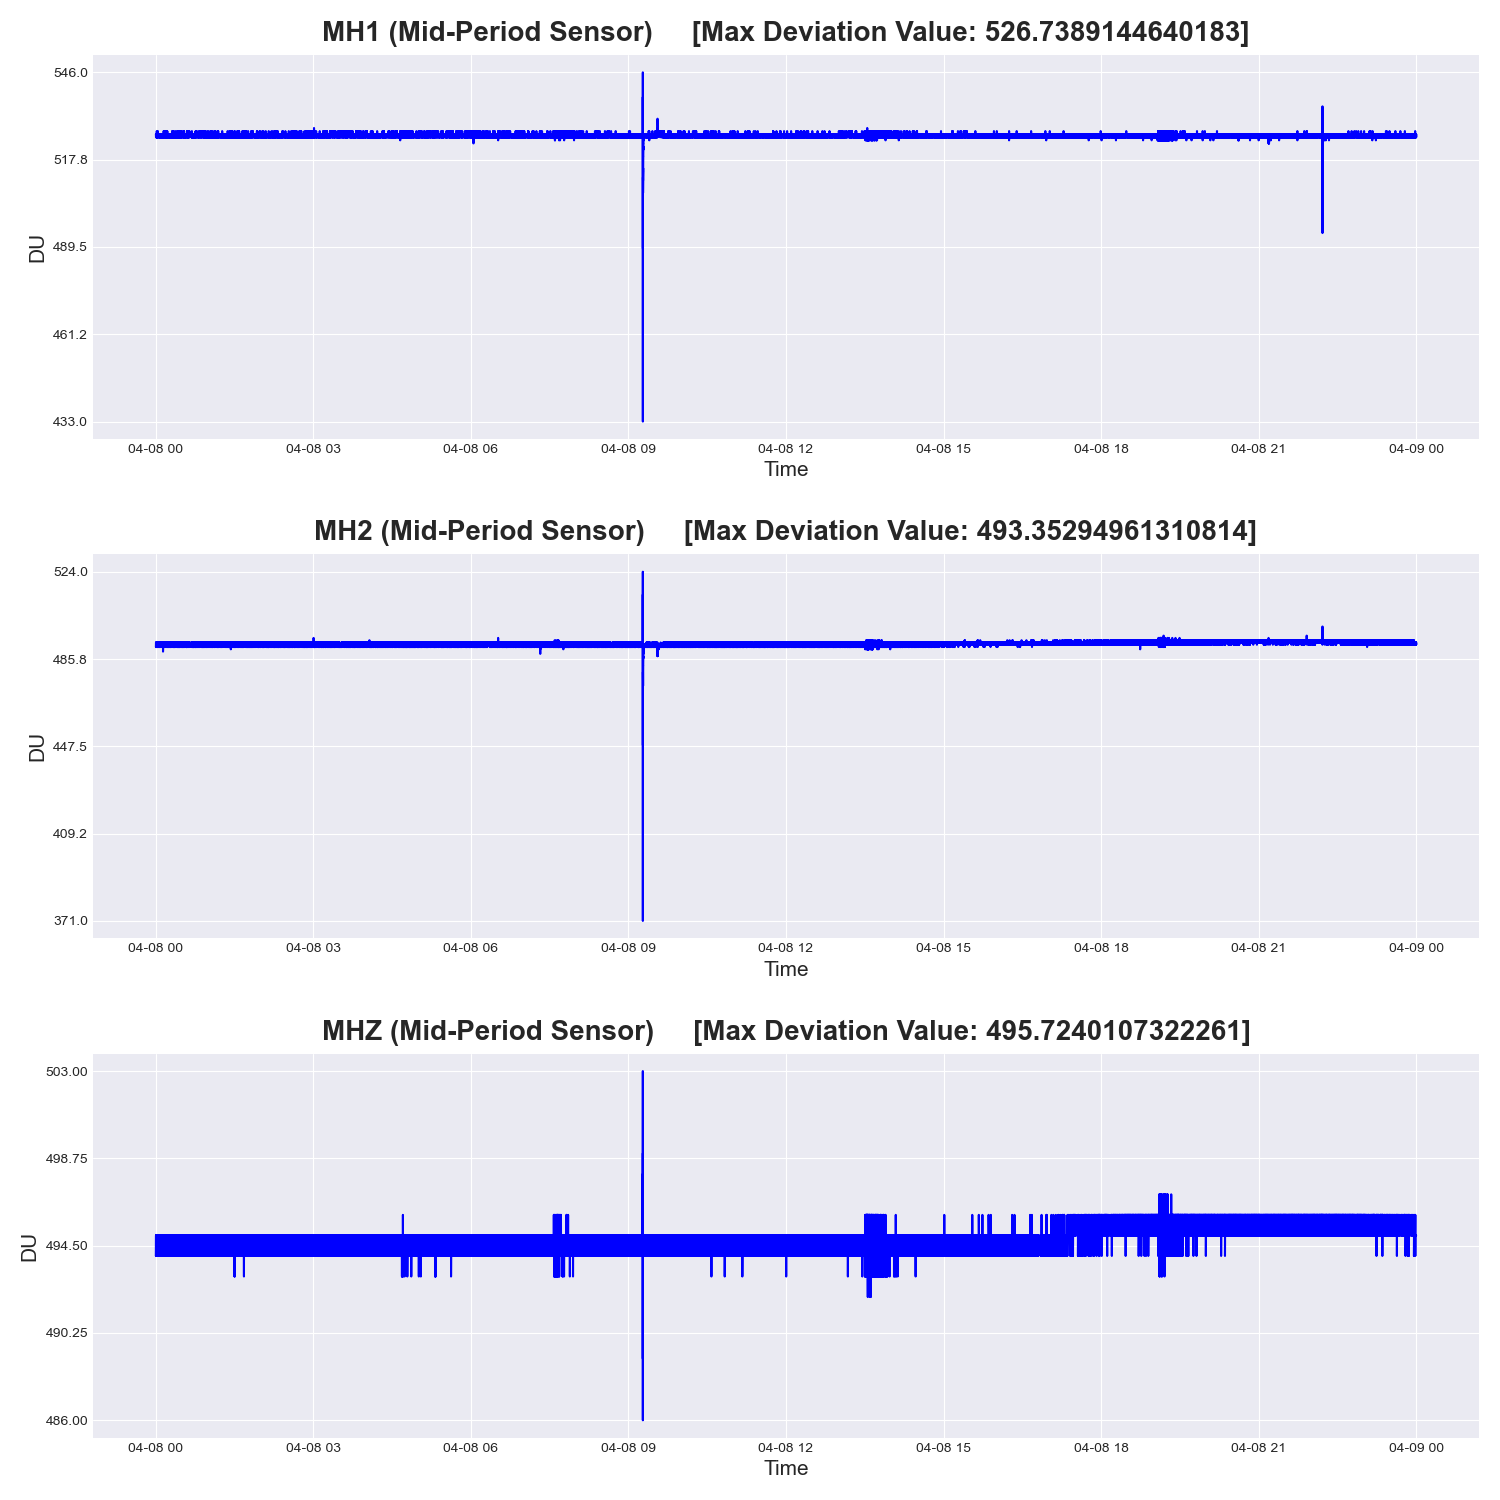 MH1 (Mid-Period Sensor) [Max Deviation Value: 526.7389144640183]
546.0
517.8
489.5
461.2
433.0
DU
04-08 00 04-08 03 04-08 06 04-08 09 04-08 12 04-08 15 04-08 18 04-08 21 04-09 00
Time
MH2 (Mid-Period Sensor) [Max Deviation Value: 493.35294961310814]
524.0
485.8
447.5
409.2
371.0
DU
04-08 00 04-08 03 04-08 06 04-08 09 04-08 12 04-08 15 04-08 18 04-08 21 04-09 00
Time
MHZ (Mid-Period Sensor) [Max Deviation Value: 495.7240107322261]
503.00
498.75
494.50
490.25
486.00
DU
04-08 00 04-08 03 04-08 06 04-08 09 04-08 12 04-08 15 04-08 18 04-08 21 04-09 00
Time